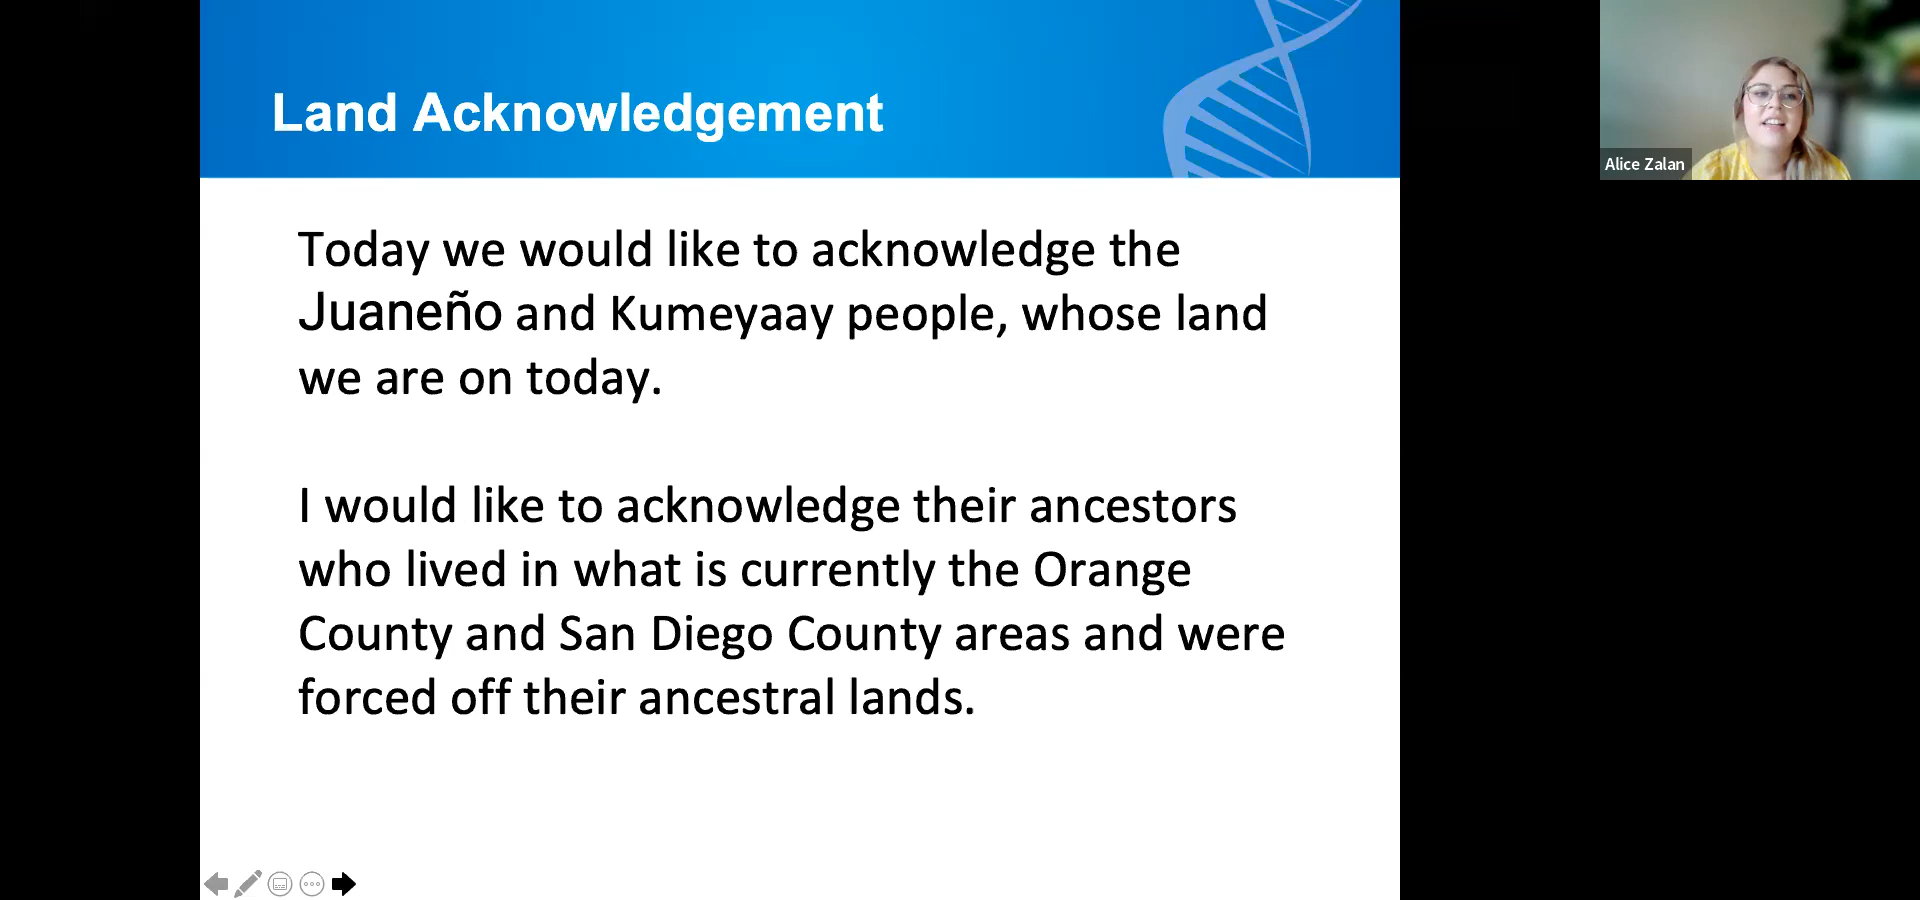 Land Acknowledgement
Today we would like to acknowledge the
Juaneño and Kumeyaay people, whose land
we are on today.
I would like to acknowledge their ancestors
who lived in what is currently the Orange
County and San Diego County areas and were
forced off their ancestral lands.
Alice Zalan